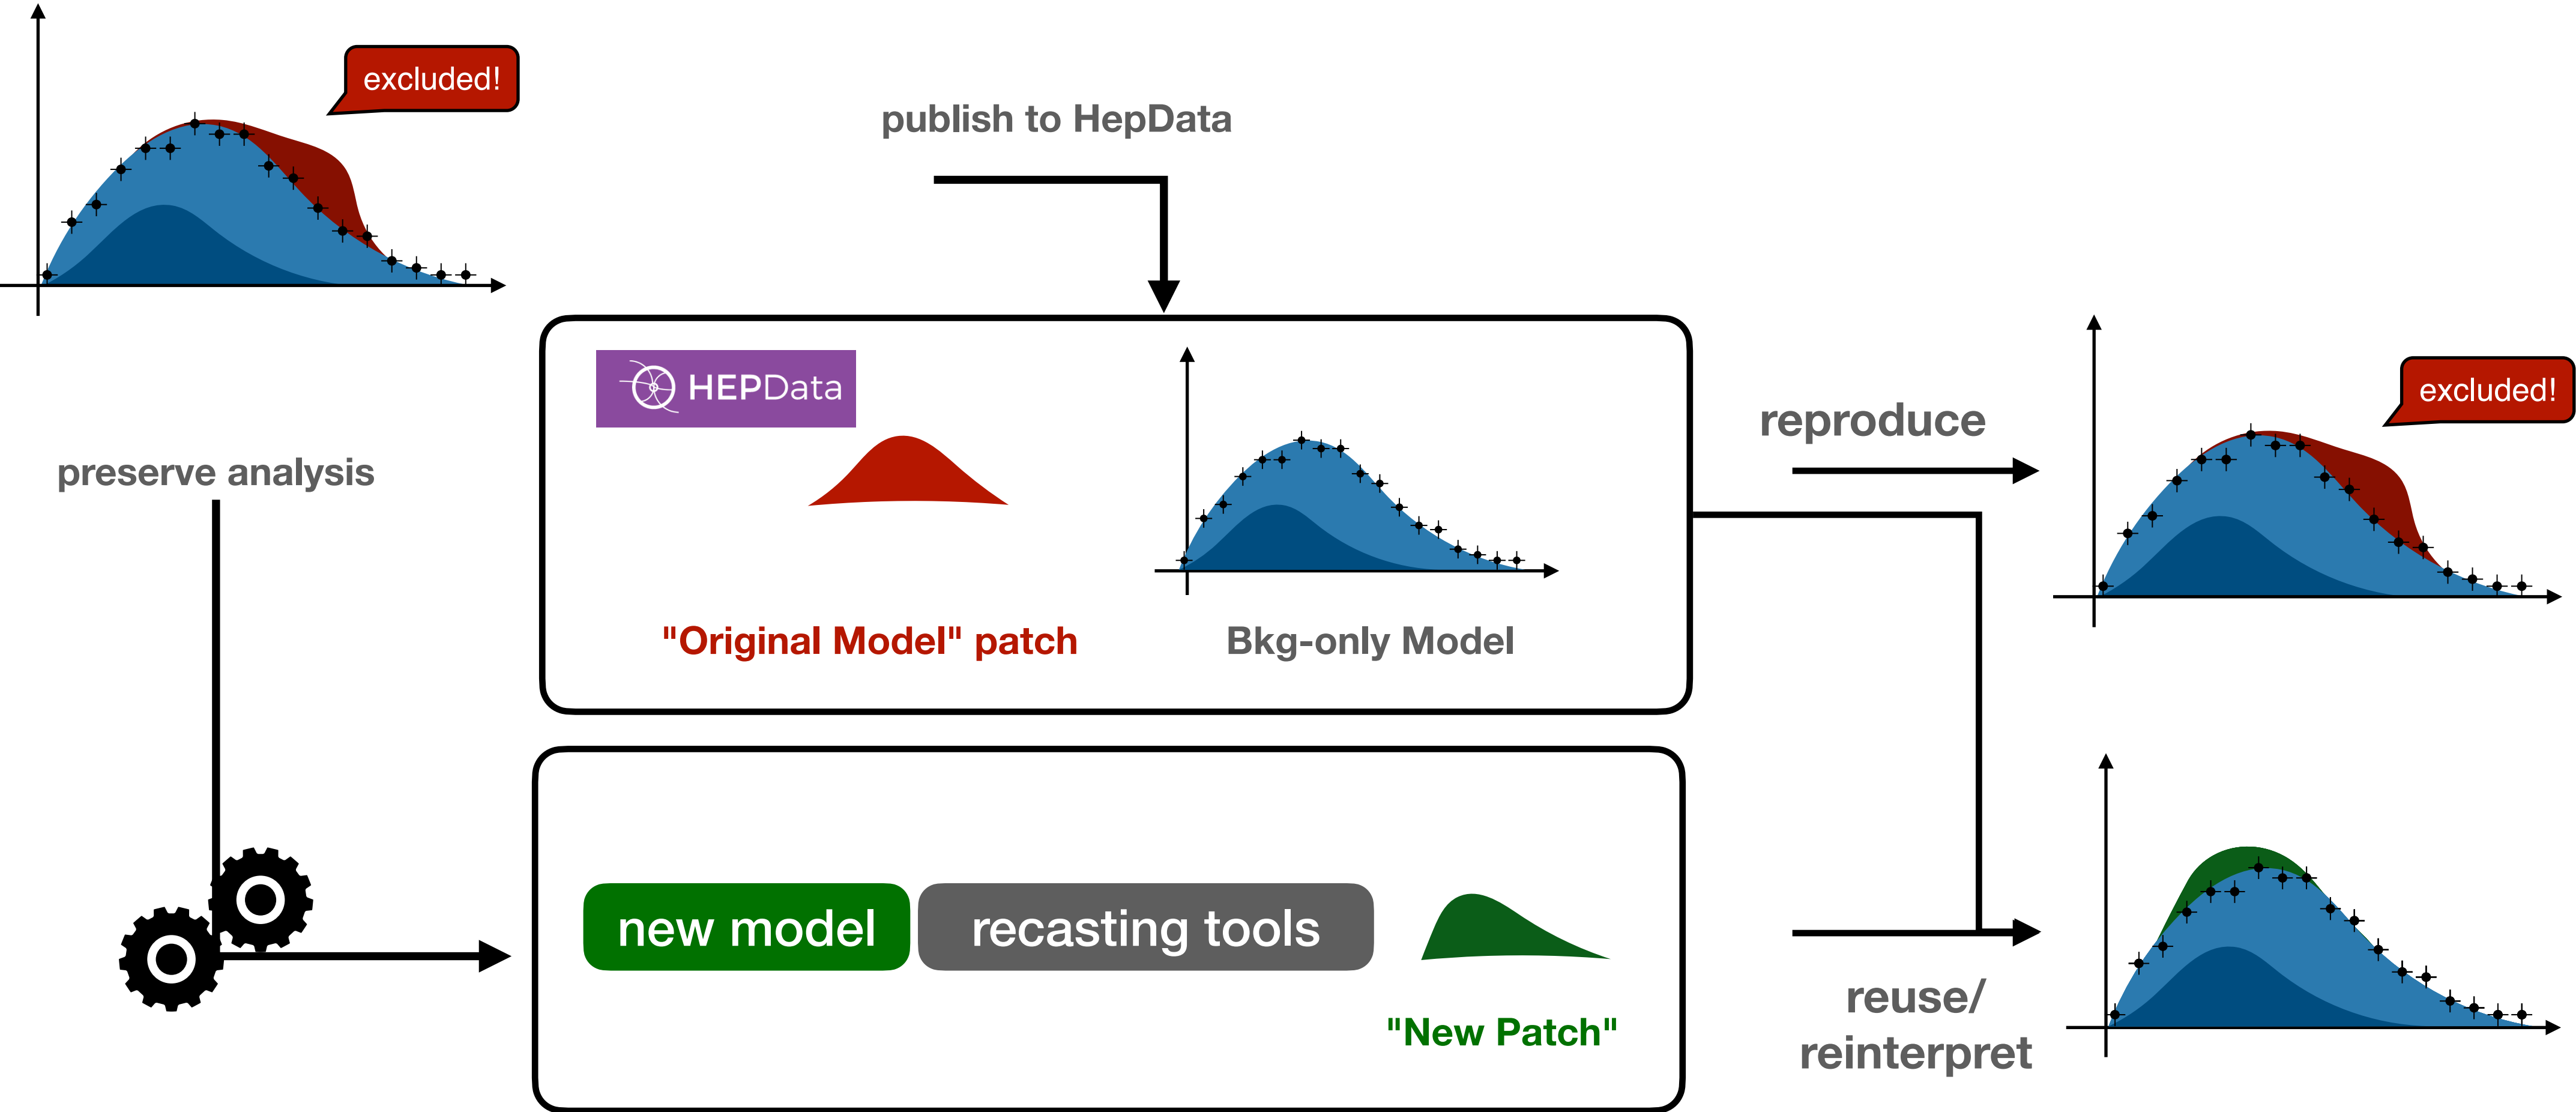 excluded!
publish to HepData
HEPData
preserve analysis
"Original Model" patch
Bkg-only Model
reproduce
excluded!
new model
recasting tools
"New Patch"
reuse/
reinterpret